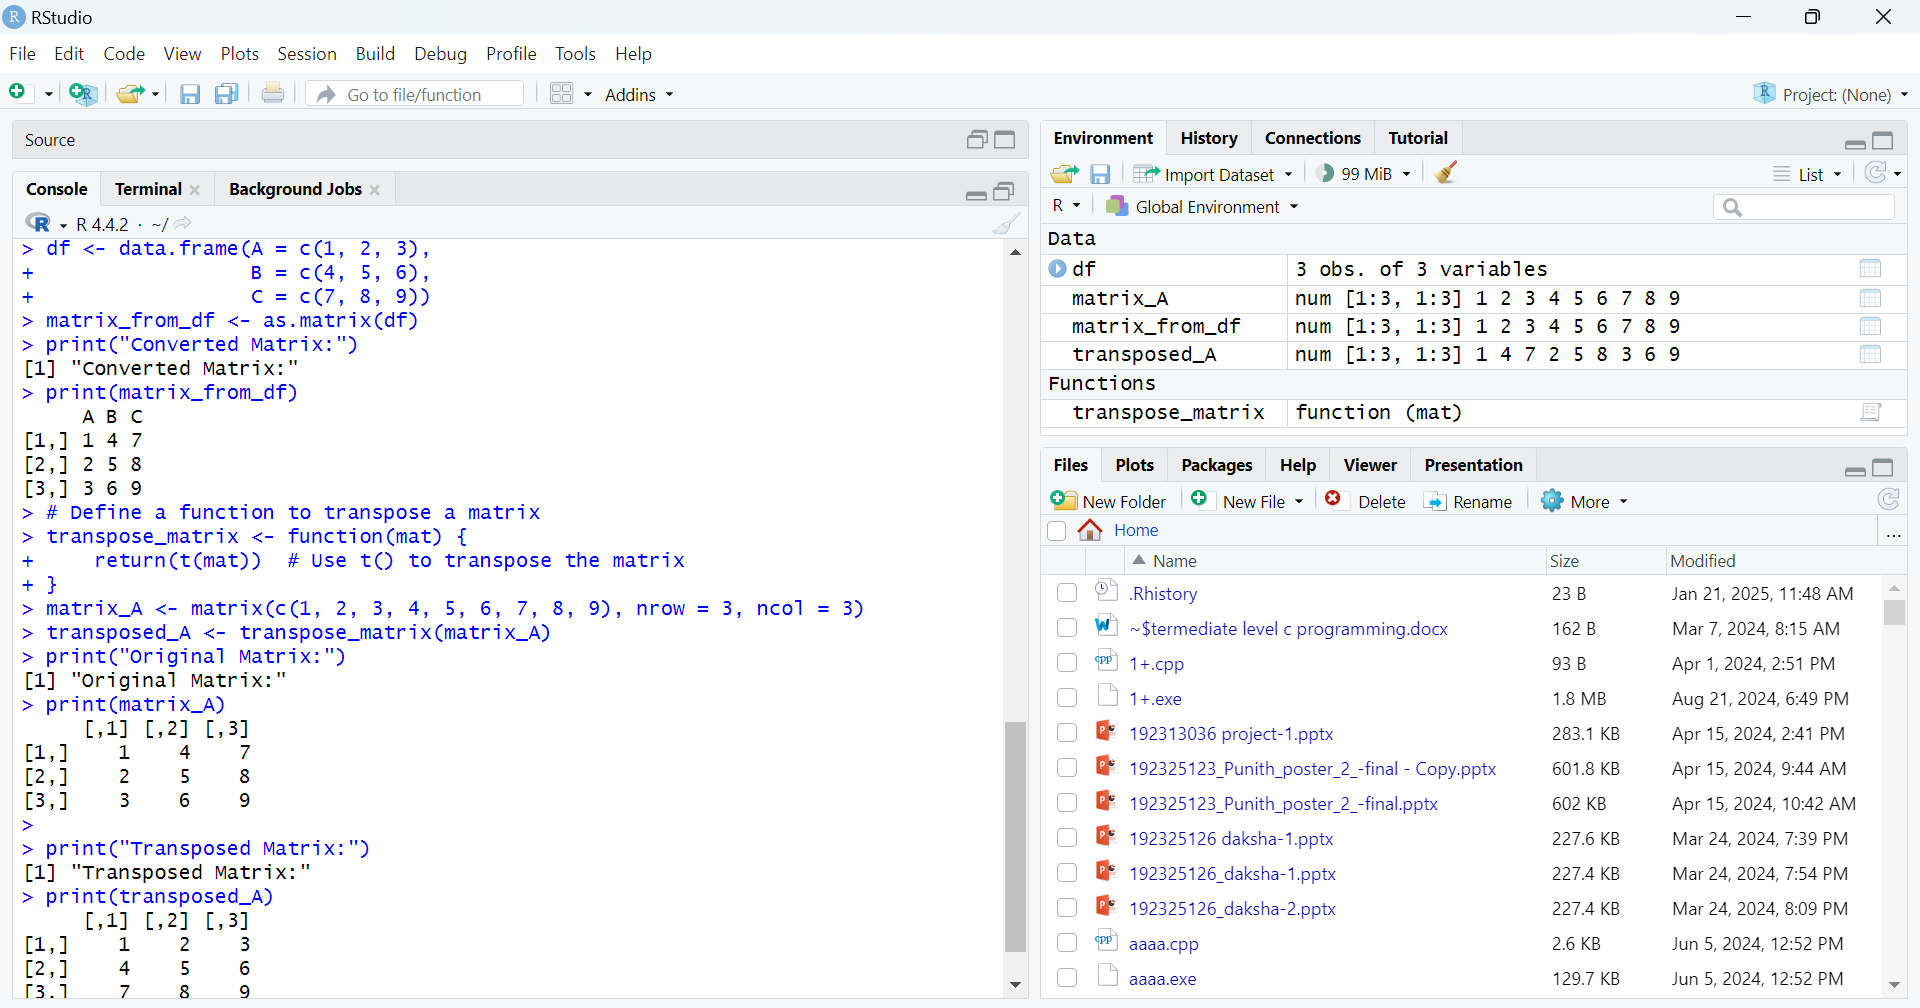 RStudio
File Edit Code View Plots Session Build Debug Profile Tools Help
Go to file/function Addins Project: (None)
Source
Console Terminal Background Jobs
R 4.4.2 · ~/
> df <- data.frame(A = c(1, 2, 3),
+                  B = c(4, 5, 6),
+                  C = c(7, 8, 9))
> matrix_from_df <- as.matrix(df)
> print("Converted Matrix:")
[1] "Converted Matrix:"
> print(matrix_from_df)
     A B C
[1,] 1 4 7
[2,] 2 5 8
[3,] 3 6 9
> # Define a function to transpose a matrix
> transpose_matrix <- function(mat) {
+     return(t(mat))  # Use t() to transpose the matrix
+ }
> matrix_A <- matrix(c(1, 2, 3, 4, 5, 6, 7, 8, 9), nrow = 3, ncol = 3)
> transposed_A <- transpose_matrix(matrix_A)
> print("Original Matrix:")
[1] "Original Matrix:"
> print(matrix_A)
     [,1] [,2] [,3]
[1,]    1    4    7
[2,]    2    5    8
[3,]    3    6    9
>
> print("Transposed Matrix:")
[1] "Transposed Matrix:"
> print(transposed_A)
     [,1] [,2] [,3]
[1,]    1    2    3
[2,]    4    5    6
[3,]    7    8    9
Environment History Connections Tutorial
Import Dataset 99 MiB List
R Global Environment
Data
df 3 obs. of 3 variables
matrix_A num [1:3, 1:3] 1 2 3 4 5 6 7 8 9
matrix_from_df num [1:3, 1:3] 1 2 3 4 5 6 7 8 9
transposed_A num [1:3, 1:3] 1 4 7 2 5 8 3 6 9
Functions
transpose_matrix function (mat)
Files Plots Packages Help Viewer Presentation
New Folder New File Delete Rename More
Home ...
Name Size Modified
.Rhistory 23 B Jan 21, 2025, 11:48 AM
~$termediate level c programming.docx 162 B Mar 7, 2024, 8:15 AM
1+.cpp 93 B Apr 1, 2024, 2:51 PM
1+.exe 1.8 MB Aug 21, 2024, 6:49 PM
192313036 project-1.pptx 283.1 KB Apr 15, 2024, 2:41 PM
192325123_Punith_poster_2_-final - Copy.pptx 601.8 KB Apr 15, 2024, 9:44 AM
192325123_Punith_poster_2_-final.pptx 602 KB Apr 15, 2024, 10:42 AM
192325126 daksha-1.pptx 227.6 KB Mar 24, 2024, 7:39 PM
192325126_daksha-1.pptx 227.4 KB Mar 24, 2024, 7:54 PM
192325126_daksha-2.pptx 227.4 KB Mar 24, 2024, 8:09 PM
aaaa.cpp 2.6 KB Jun 5, 2024, 12:52 PM
aaaa.exe 129.7 KB Jun 5, 2024, 12:52 PM